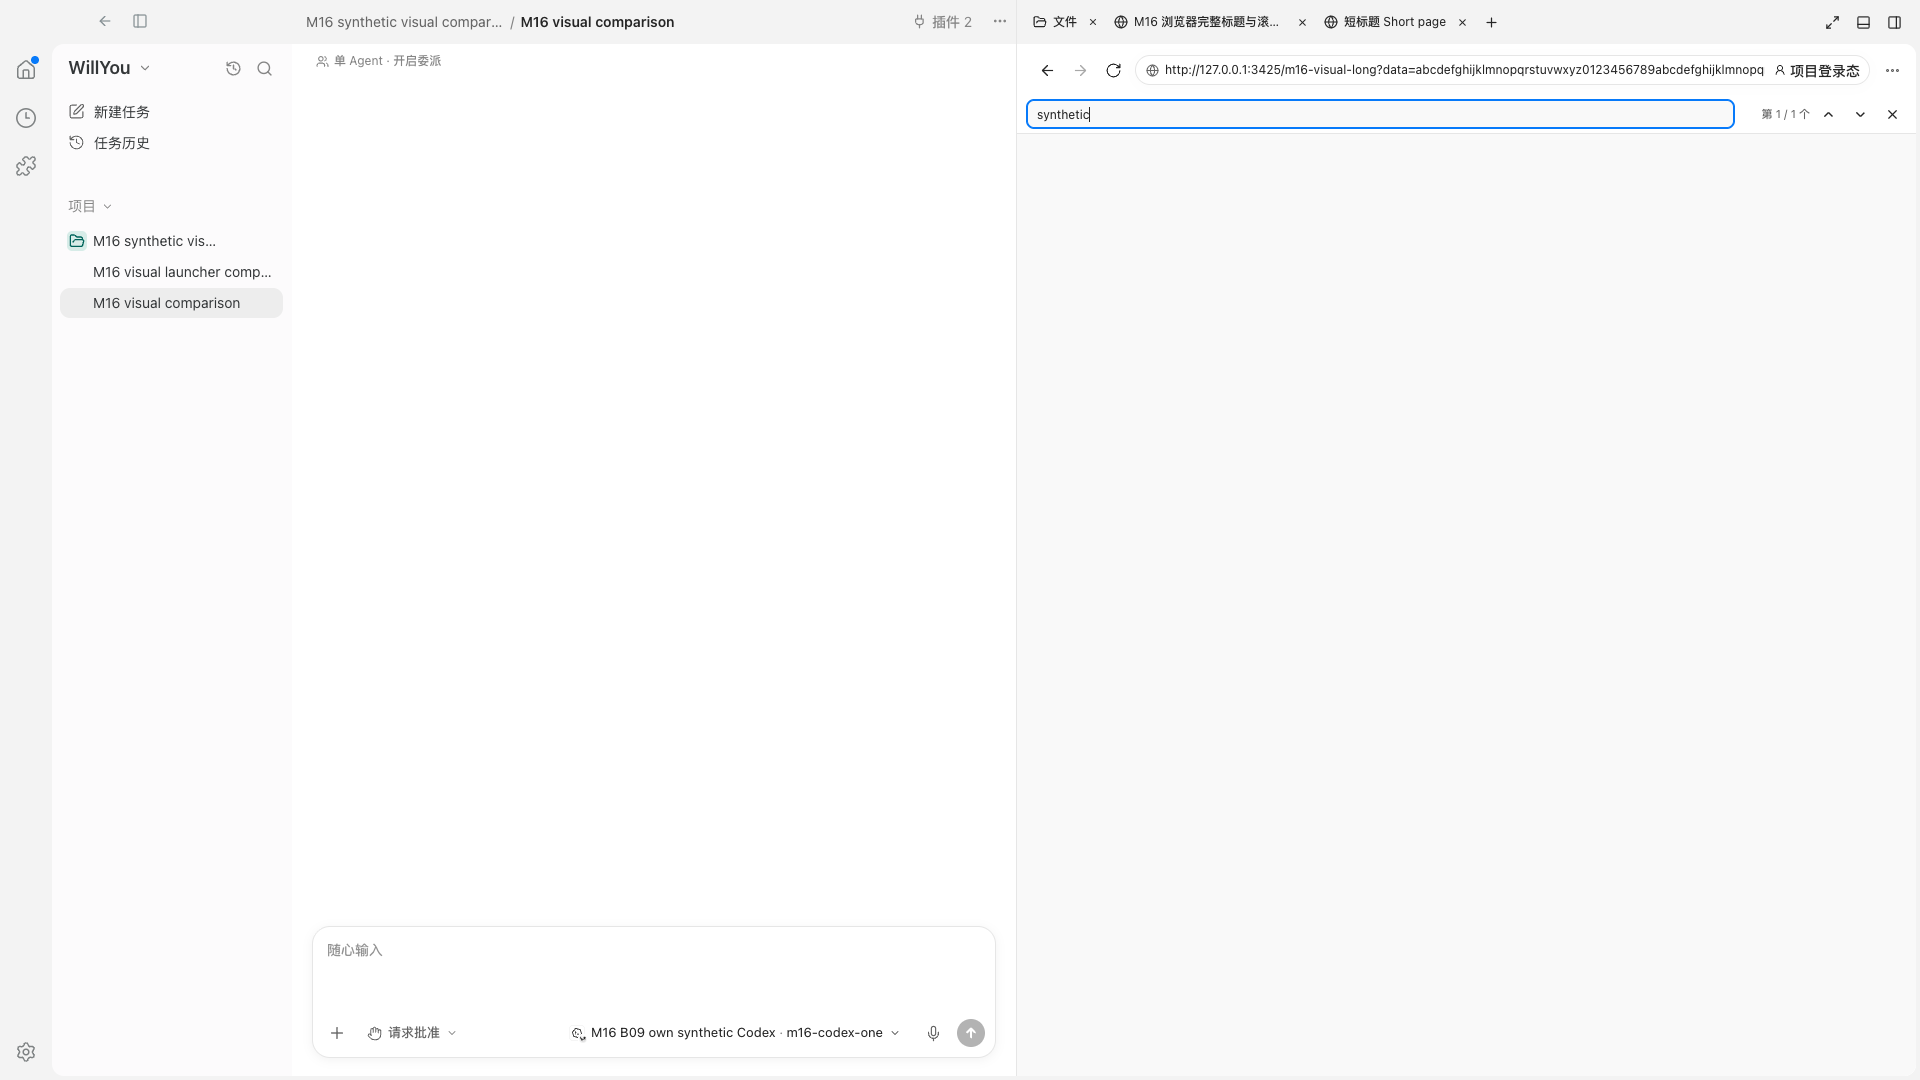 M16 synthetic visual compar... / M16 visual comparison
插件 2
文件
M16 浏览器完整标题与滚...
短标题 Short page
WillYou
单 Agent · 开启委派
http://127.0.0.1:3425/m16-visual-long?data=abcdefghijklmnopqrstuvwxyz0123456789abcdefghijklmnopq
项目登录态
synthetic
第 1 / 1 个
新建任务
任务历史
项目
M16 synthetic vis...
M16 visual launcher comp...
M16 visual comparison
随心输入
请求批准
M16 B09 own synthetic Codex · m16-codex-one